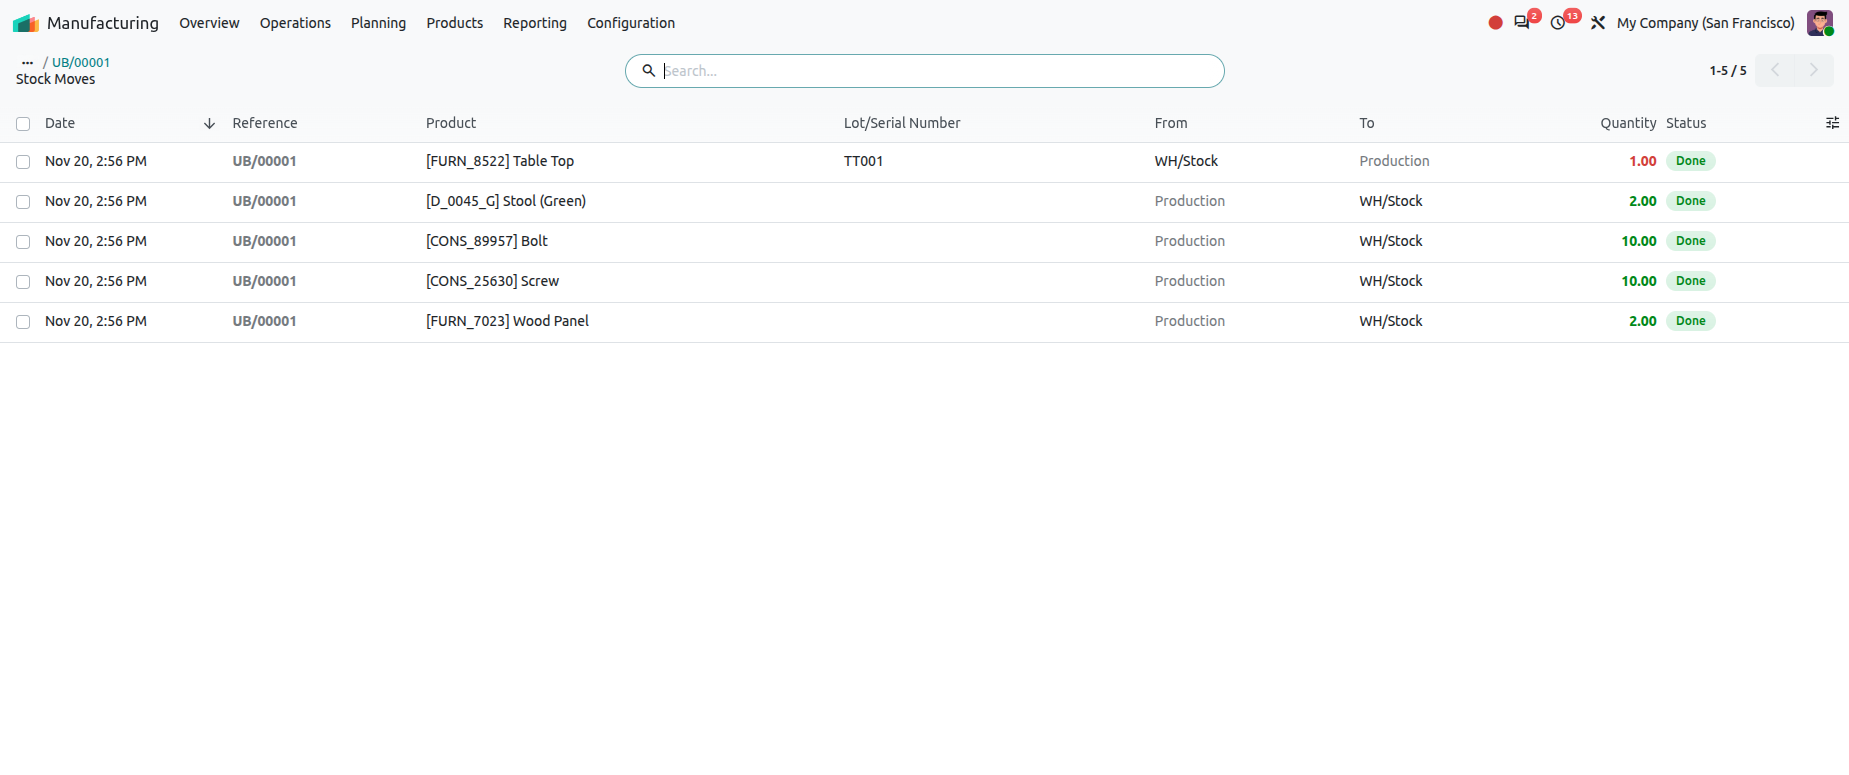 Manufacturing Overview Operations Planning Products Reporting Configuration 2 13 My Company (San Francisco)
... / UB/00001
Stock Moves
Search...
1-5 / 5
Date Reference Product Lot/Serial Number From To Quantity Status
Nov 20, 2:56 PM UB/00001 [FURN_8522] Table Top TT001 WH/Stock Production 1.00 Done
Nov 20, 2:56 PM UB/00001 [D_0045_G] Stool (Green) Production WH/Stock 2.00 Done
Nov 20, 2:56 PM UB/00001 [CONS_89957] Bolt Production WH/Stock 10.00 Done
Nov 20, 2:56 PM UB/00001 [CONS_25630] Screw Production WH/Stock 10.00 Done
Nov 20, 2:56 PM UB/00001 [FURN_7023] Wood Panel Production WH/Stock 2.00 Done